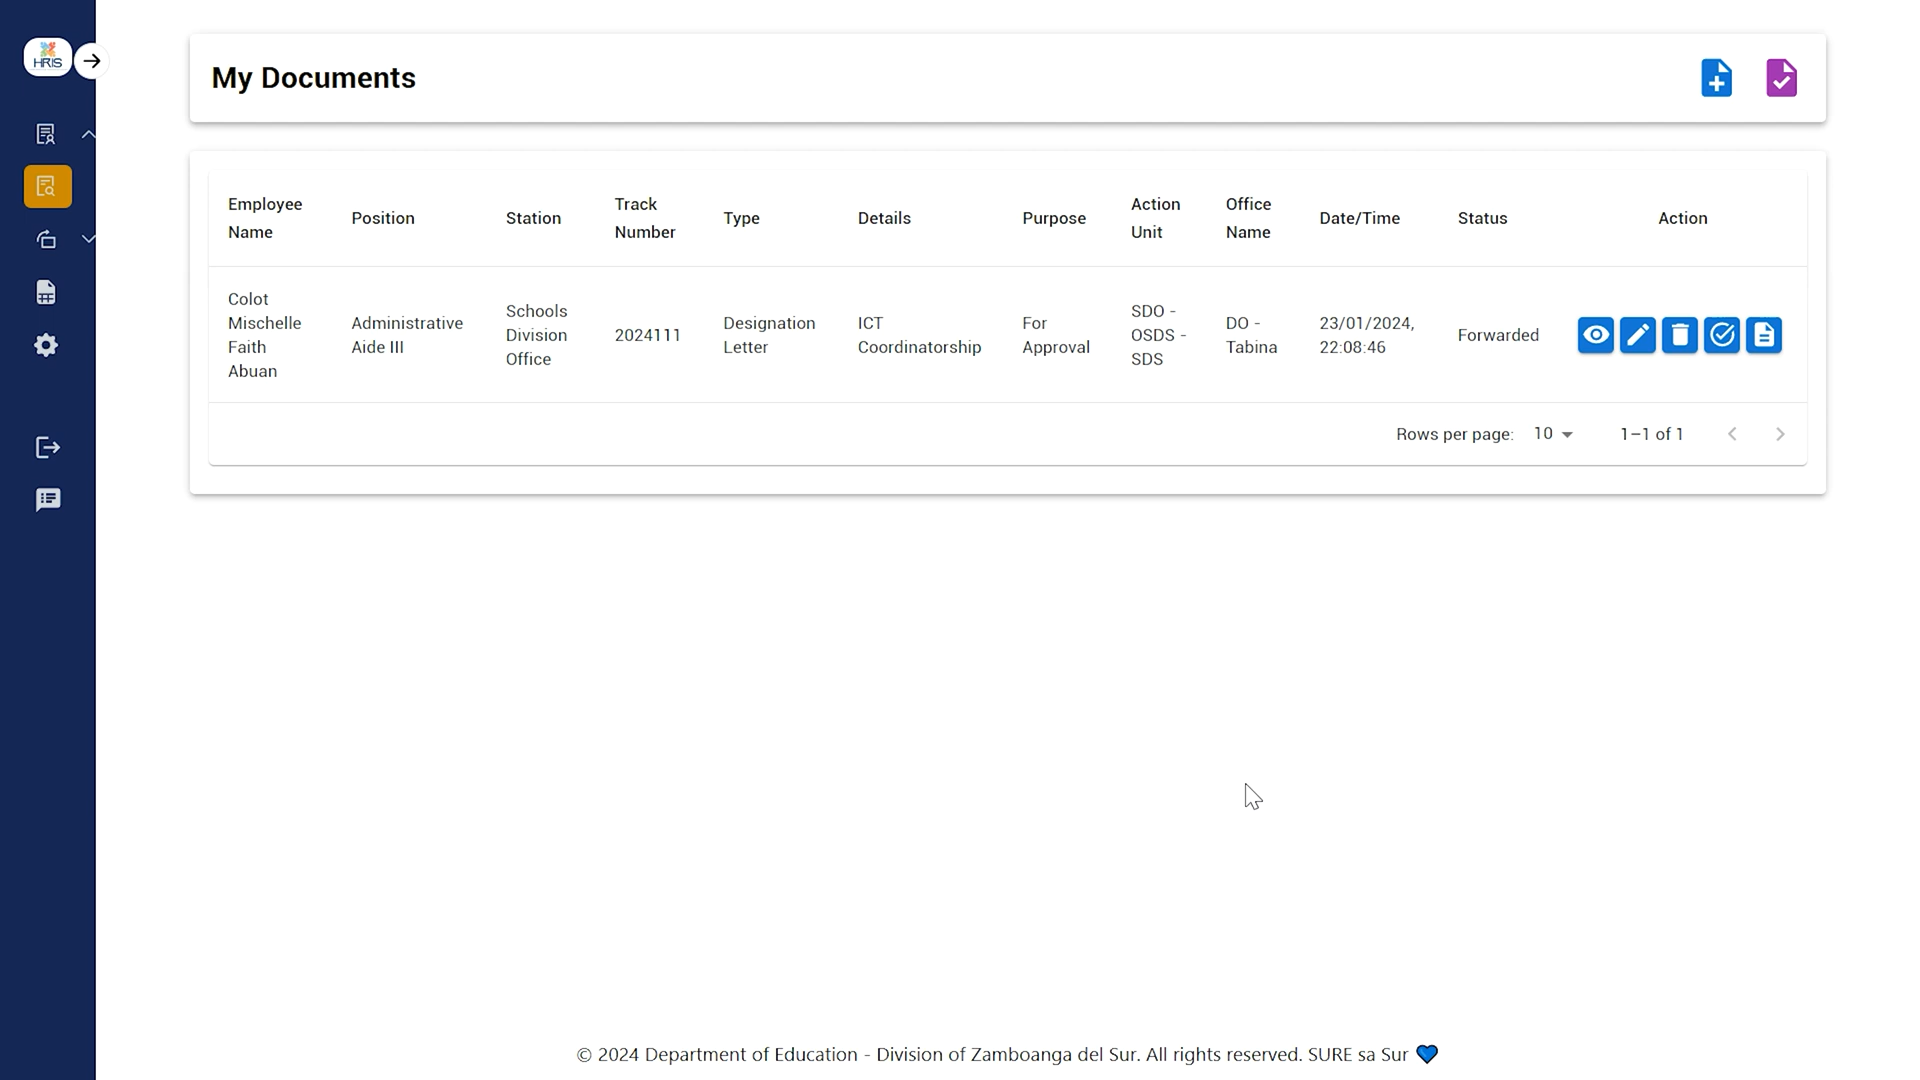 HRIS
My Documents
Employee Name Position Station Track Number Type Details Purpose Action Unit Office Name Date/Time Status Action
Colot Mischelle Faith Abuan Administrative Aide III Schools Division Office 2024111 Designation Letter ICT Coordinatorship For Approval SDO - OSDS - SDS DO - Tabina 23/01/2024, 22:08:46 Forwarded
Rows per page: 10 1–1 of 1
© 2024 Department of Education - Division of Zamboanga del Sur. All rights reserved. SURE sa Sur 💙